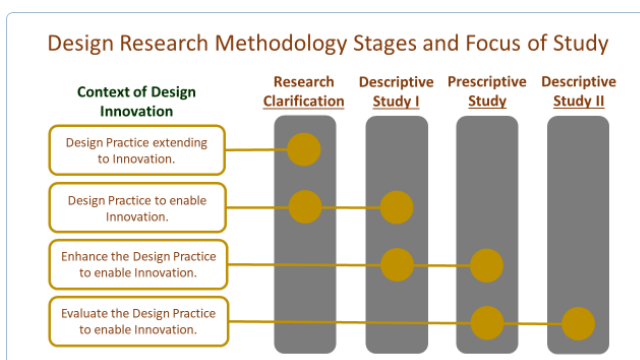 Design Research Methodology Stages and Focus of Study
Context of Design
Innovation
Research
Clarification
Descriptive
Study I
Prescriptive
Study
Descriptive
Study II
Design Practice extending
to Innovation.
Design Practice to enable
Innovation.
Enhance the Design Practice
to enable Innovation.
Evaluate the Design Practice
to enable Innovation.